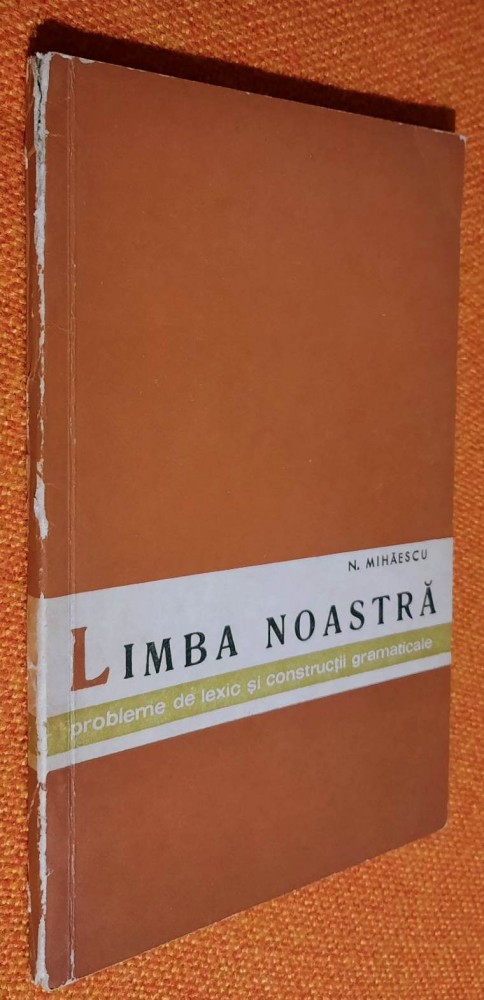 N. MIHĂESCU
LIMBA NOASTRĂ
probleme de lexic și construcții gramaticale